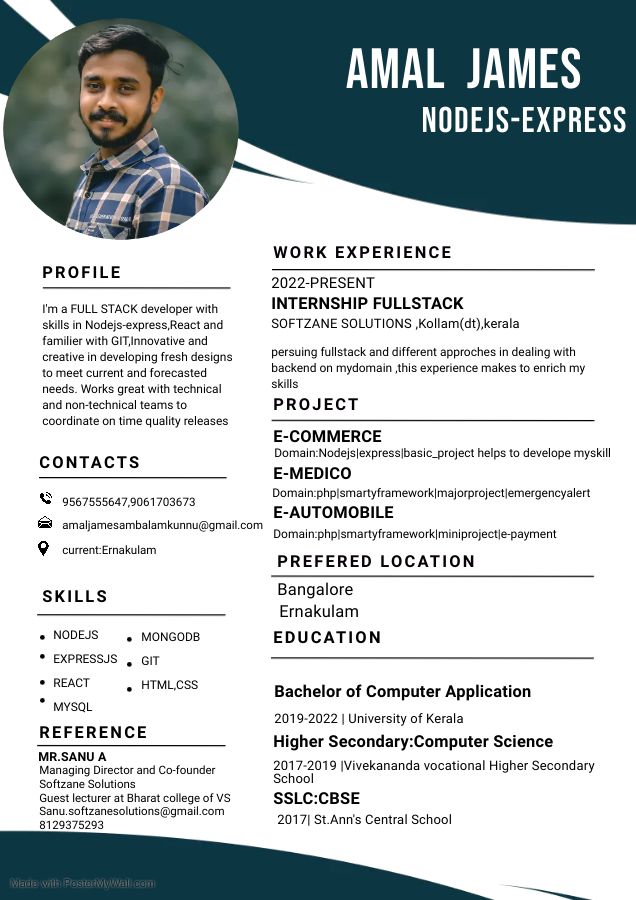 AMAL JAMES
NODEJS-EXPRESS
PROFILE
I'm a FULL STACK developer with
skills in Nodejs-express,React and
familier with GIT,Innovative and
creative in developing fresh designs
to meet current and forecasted
needs. Works great with technical
and non-technical teams to
coordinate on time quality releases
CONTACTS
9567555647,9061703673
amaljamesambalamkunnu@gmail.com
current:Ernakulam
SKILLS
NODEJS
EXPRESSJS
REACT
MYSQL
MONGODB
GIT
HTML,CSS
REFERENCE
MR.SANU A
Managing Director and Co-founder
Softzane Solutions
Guest lecturer at Bharat college of VS
Sanu.softzanesolutions@gmail.com
8129375293
WORK EXPERIENCE
2022-PRESENT
INTERNSHIP FULLSTACK
SOFTZANE SOLUTIONS ,Kollam(dt),kerala
persuing fullstack and different approches in dealing with
backend on mydomain ,this experience makes to enrich my
skills
PROJECT
E-COMMERCE
Domain:Nodejs|express|basic_project helps to develope myskill
E-MEDICO
Domain:php|smartyframework|majorproject|emergencyalert
E-AUTOMOBILE
Domain:php|smartyframework|miniproject|e-payment
PREFERED LOCATION
Bangalore
Ernakulam
EDUCATION
Bachelor of Computer Application
2019-2022 | University of Kerala
Higher Secondary:Computer Science
2017-2019 |Vivekananda vocational Higher Secondary
School
SSLC:CBSE
2017| St.Ann's Central School
Made with PosterMyWall.com